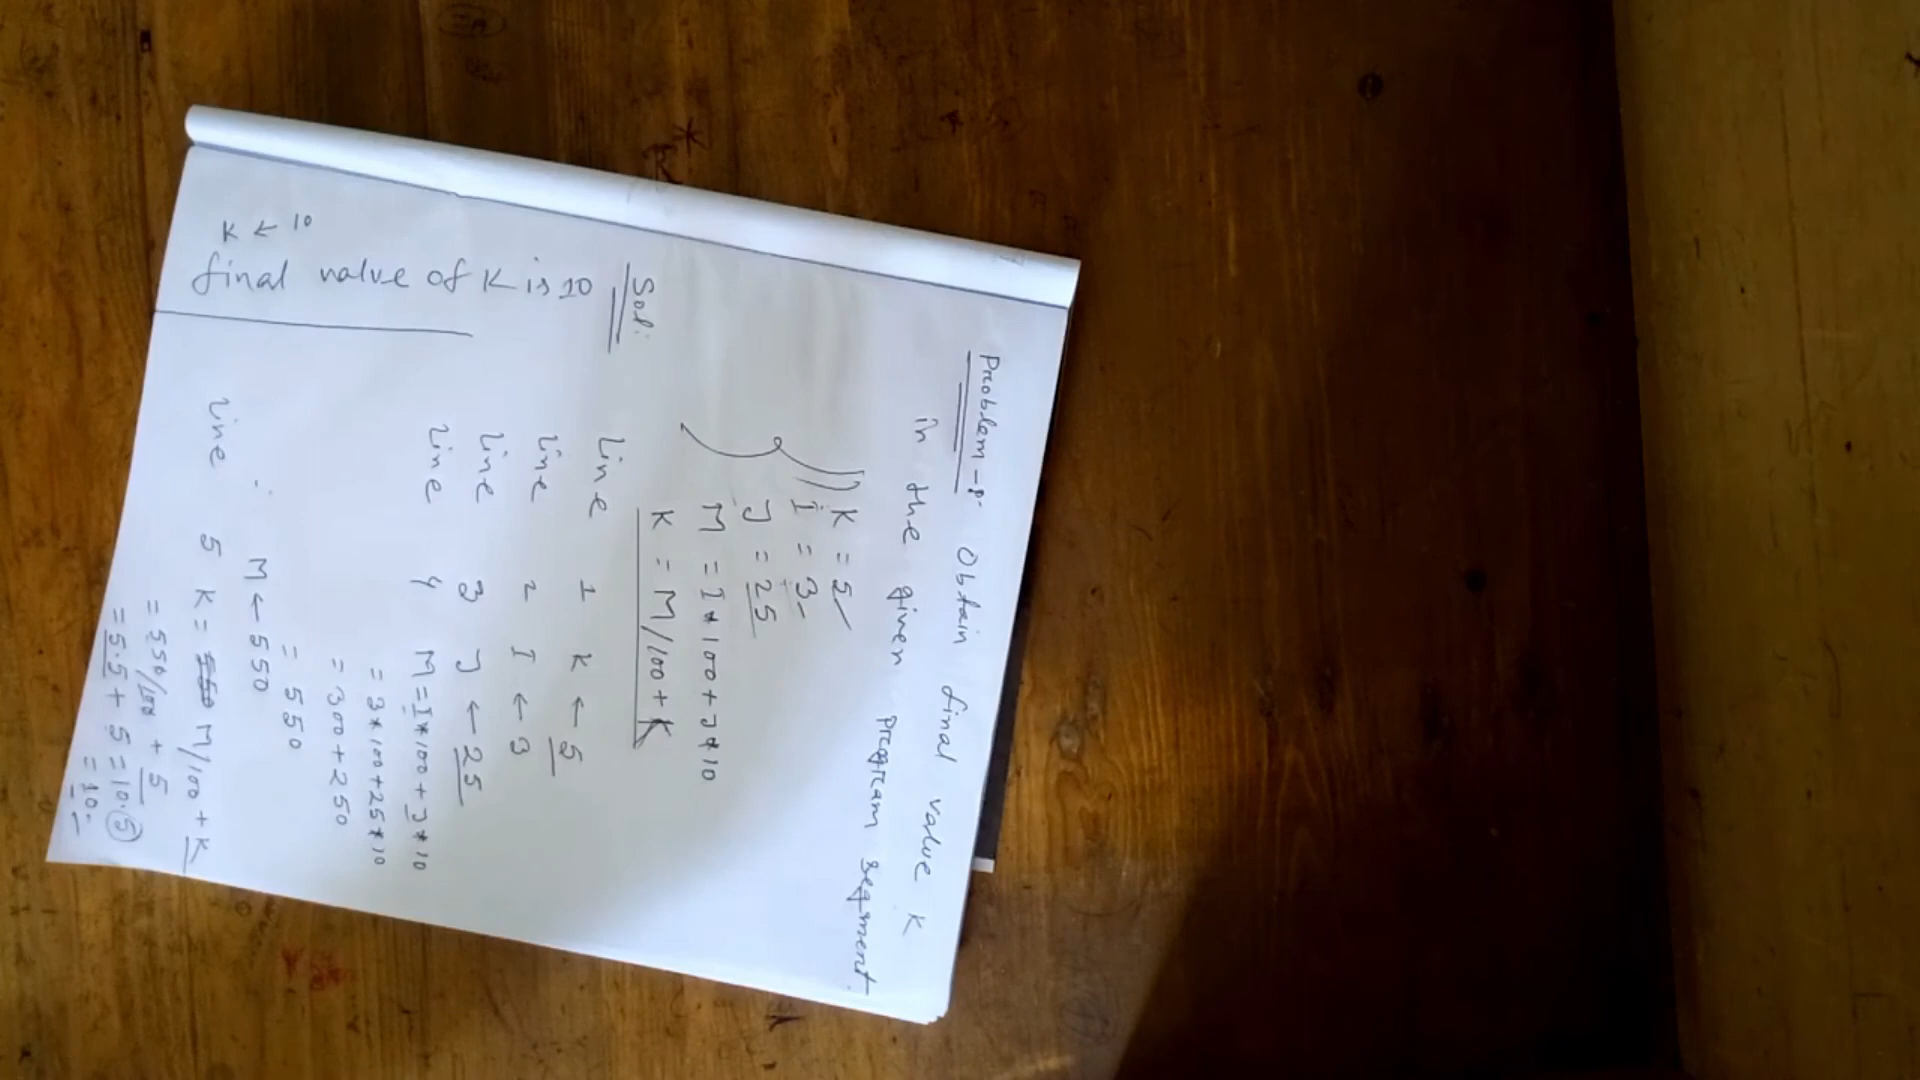 Problem-8: Obtain final value K
in the given program segment.
K = 5
I = 3
J = 25
M = I*100+J*10
K = M/100+K
Sol:
Line 1 K ← 5
Line 2 I ← 3
Line 3 J ← 25
Line 4 M=I*100+J*10
= 3*100+25*10
= 300+250
= 550
M ← 550
Line 5 K= M/100+K
= 550/100 + 5
= 5.5+5=10.5
= 10
K ← 10
final value of K is 10